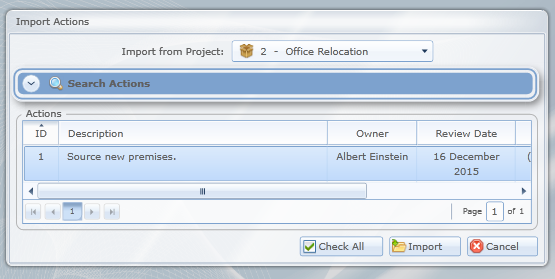 Import Actions
Import from Project: 2 - Office Relocation
Search Actions
Actions
ID Description Owner Review Date
1 Source new premises. Albert Einstein 16 December
2015 (
1 Page 1 of 1
Check All Import Cancel